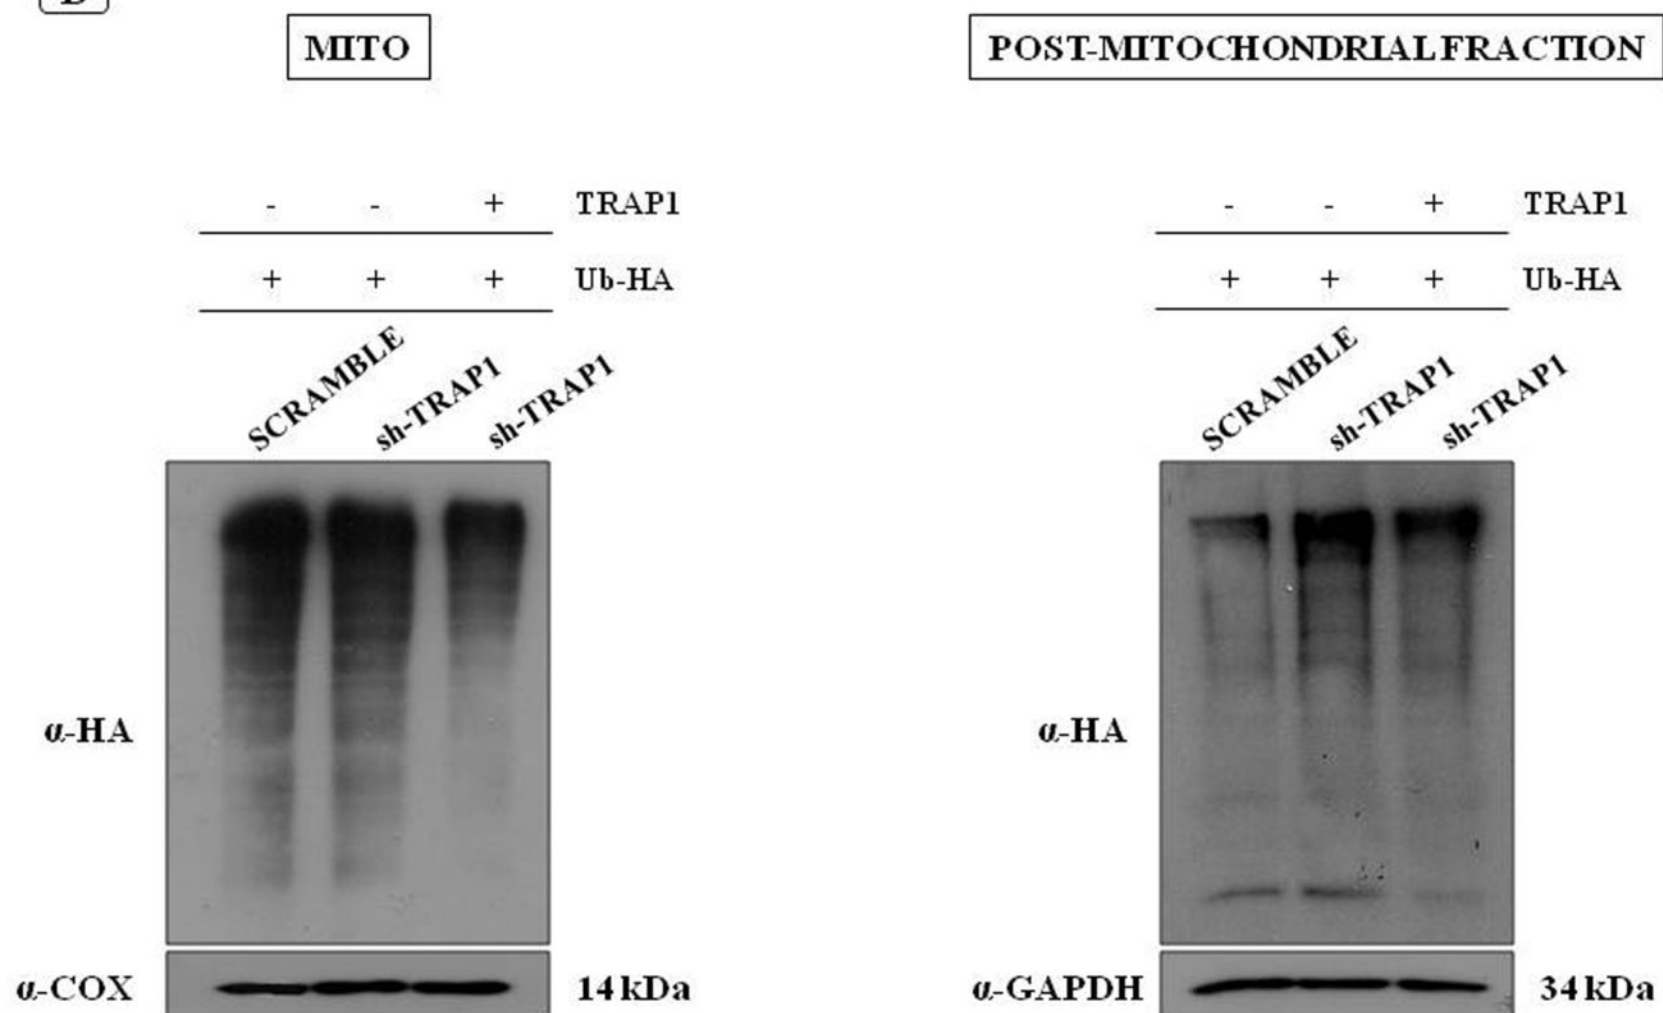 MITO
POST-MITOCHONDRIAL FRACTION
- - + TRAP1
+ + + Ub-HA
SCRAMBLE
sh-TRAP1
sh-TRAP1
α-HA
α-COX
14 kDa
- - + TRAP1
+ + + Ub-HA
SCRAMBLE
sh-TRAP1
sh-TRAP1
α-HA
α-GAPDH
34 kDa